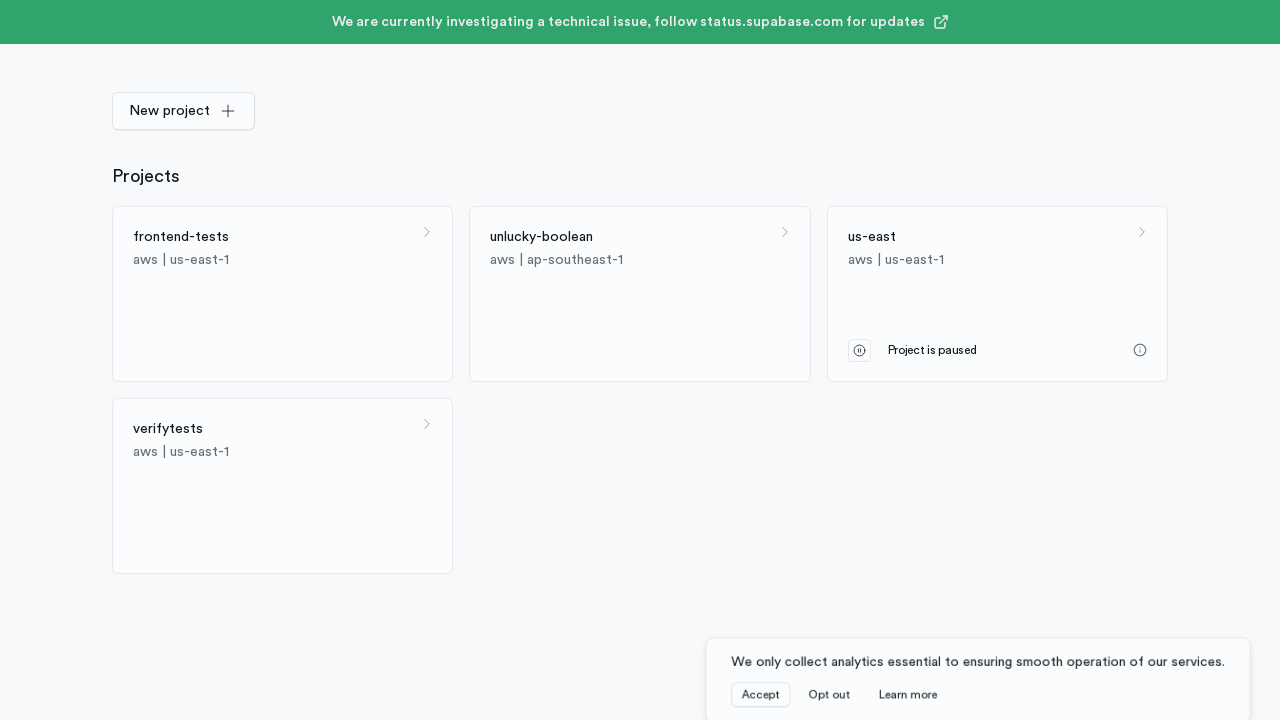 We are currently investigating a technical issue, follow status.supabase.com for updates
New project
Projects
frontend-tests
aws | us-east-1
unlucky-boolean
aws | ap-southeast-1
us-east
aws | us-east-1
Project is paused
verifytests
aws | us-east-1
We only collect analytics essential to ensuring smooth operation of our services.
Accept
Opt out
Learn more